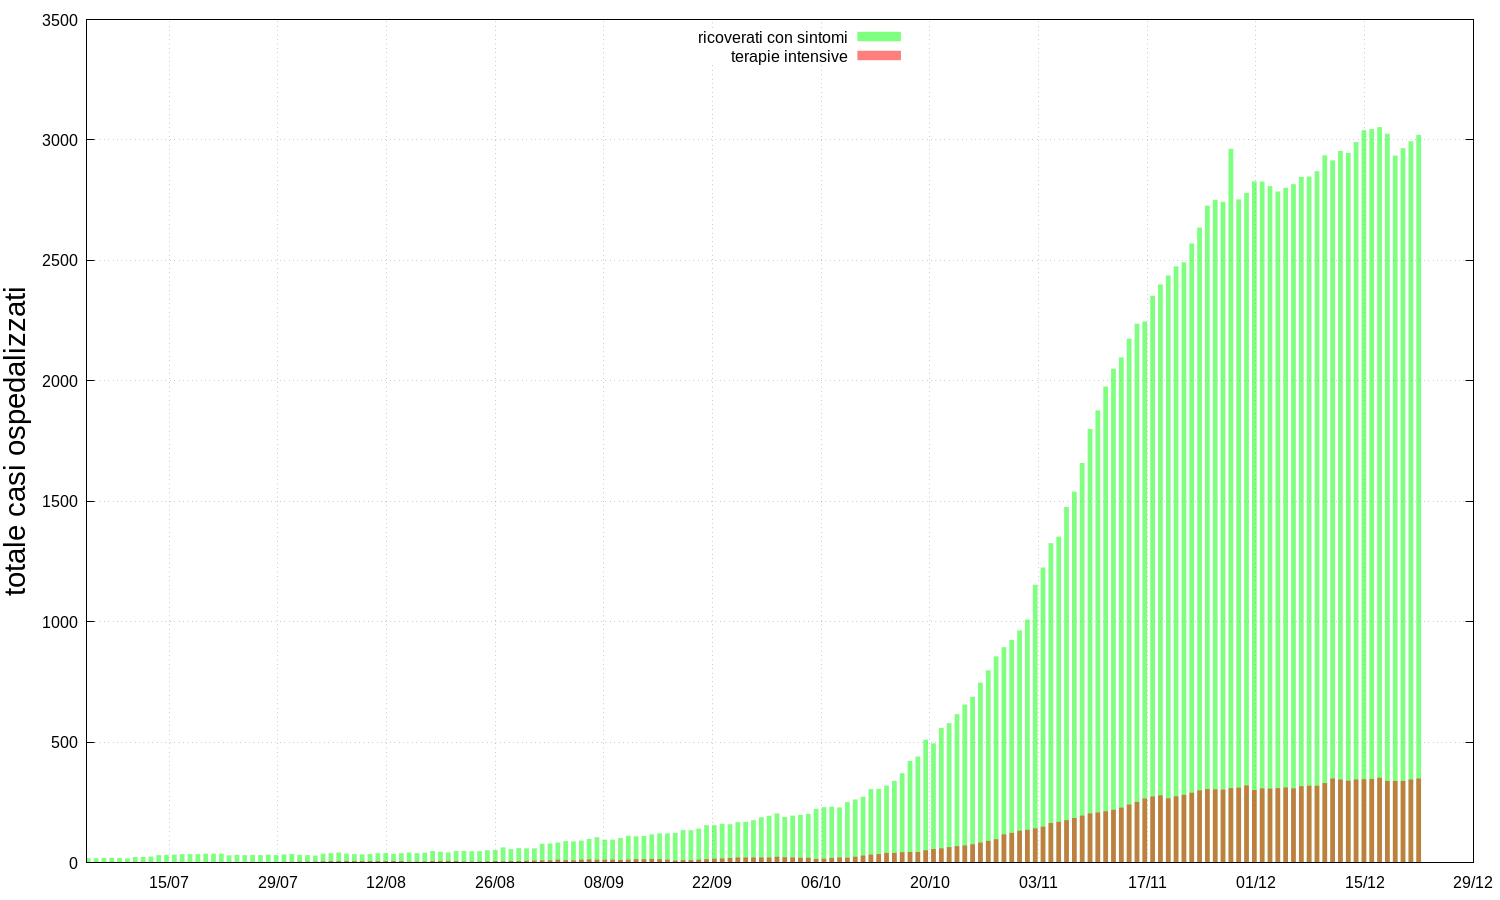 ricoverati con sintomi
terapie intensive
totale casi ospedalizzati
3500
3000
2500
2000
1500
1000
500
0
15/07 29/07 12/08 26/08 08/09 22/09 06/10 20/10 03/11 17/11 01/12 15/12 29/12